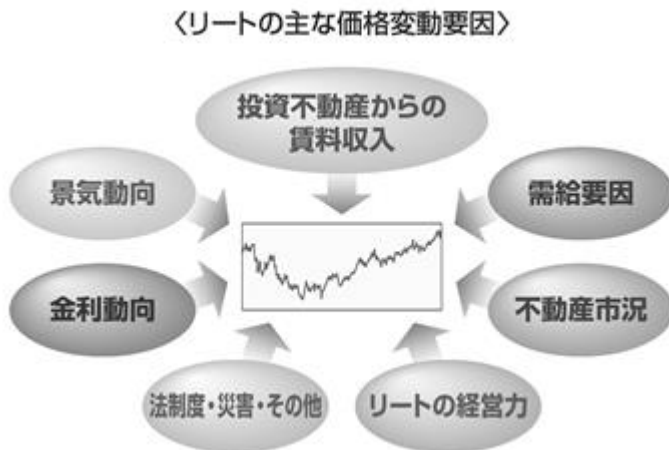 〈リートの主な価格変動要因〉
投資不動産からの
賃料収入
景気動向
需給要因
金利動向
不動産市況
法制度・災害・その他
リートの経営力